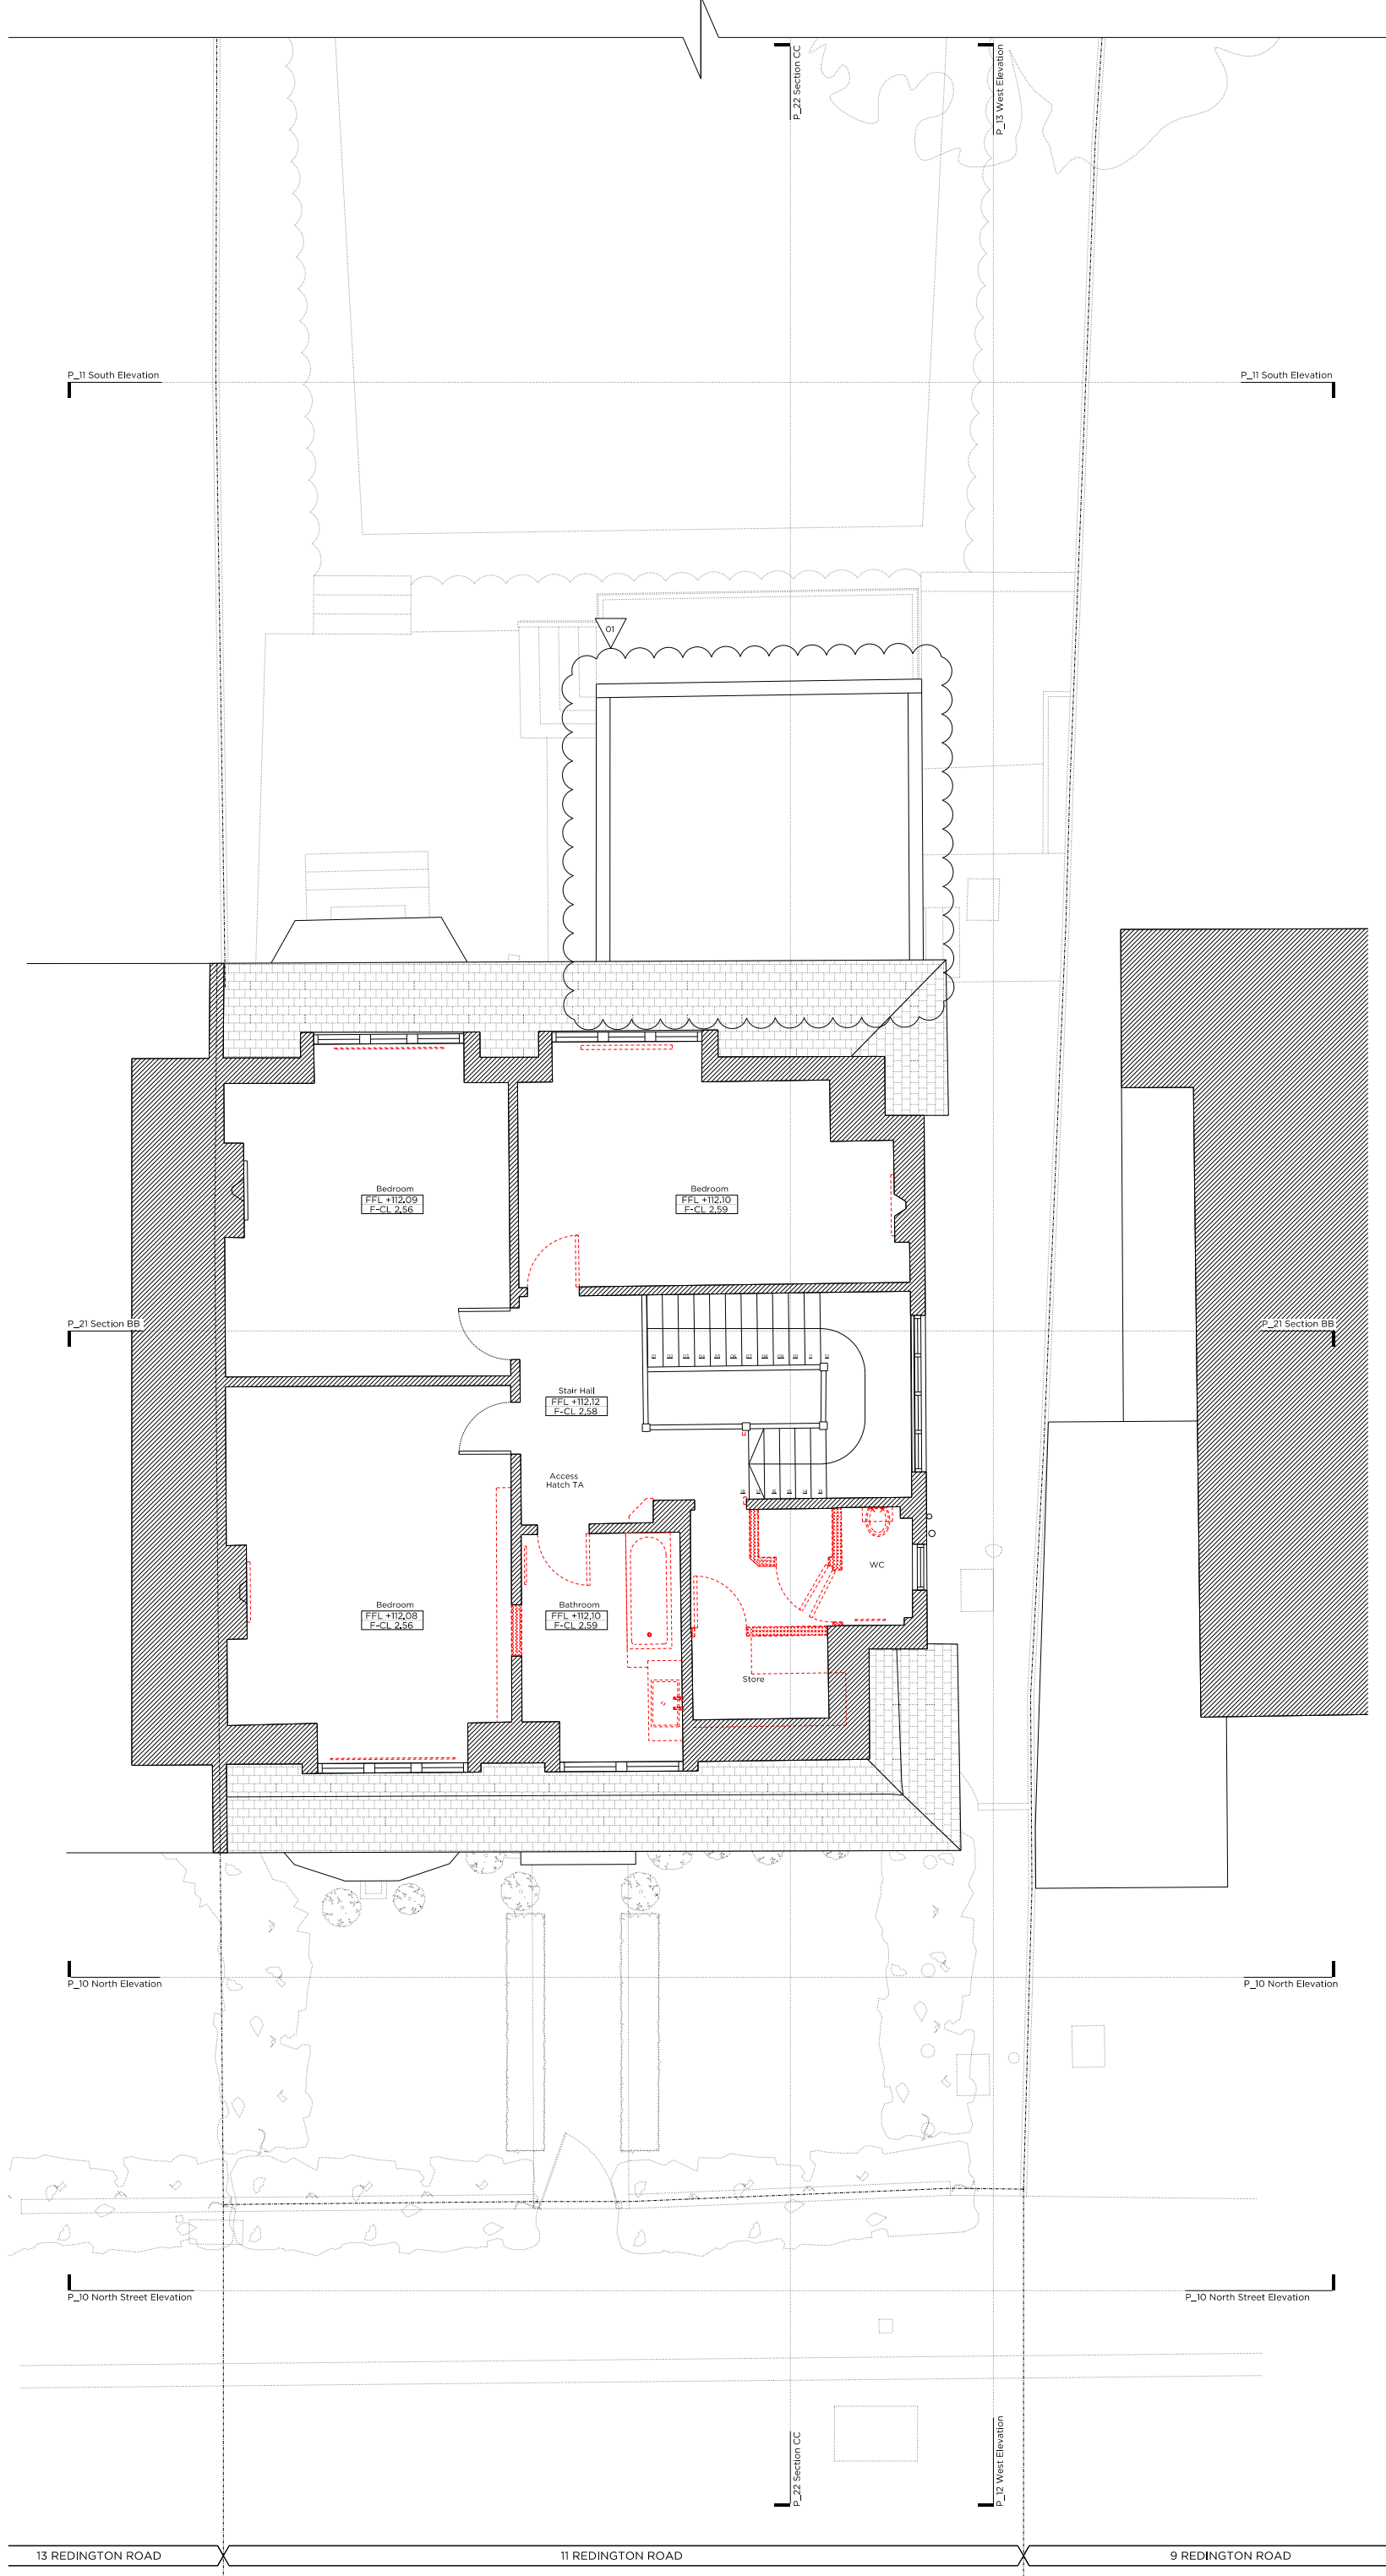 P_22 Section CC
P_13 West Elevation
P_11 South Elevation
P_11 South Elevation
01
Bedroom
FFL +112.09
F-CL 2.56
Bedroom
FFL +112.10
F-CL 2.59
P_21 Section BB
P_21 Section BB
Stair Hall
FFL +112.12
F-CL 2.58
Access
Hatch TA
WC
Bedroom
FFL +112.08
F-CL 2.56
Bathroom
FFL +112.10
F-CL 2.59
Store
P_10 North Elevation
P_10 North Elevation
P_10 North Street Elevation
P_10 North Street Elevation
P_22 Section CC
P_12 West Elevation
13 REDINGTON ROAD
11 REDINGTON ROAD
9 REDINGTON ROAD